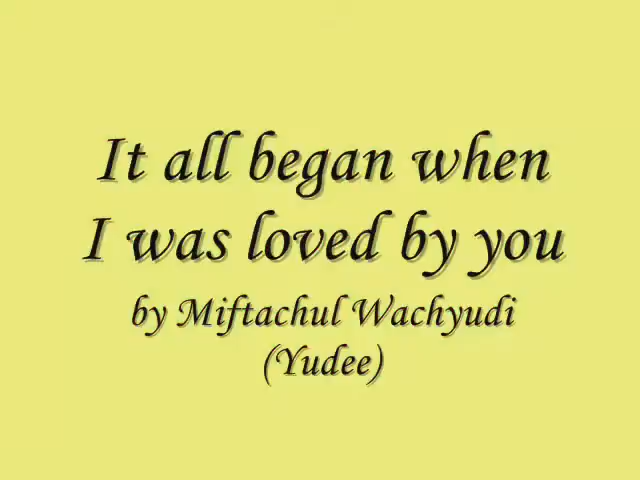 It all began when
I was loved by you
by Miftachul Wachyudi
(Yudee)